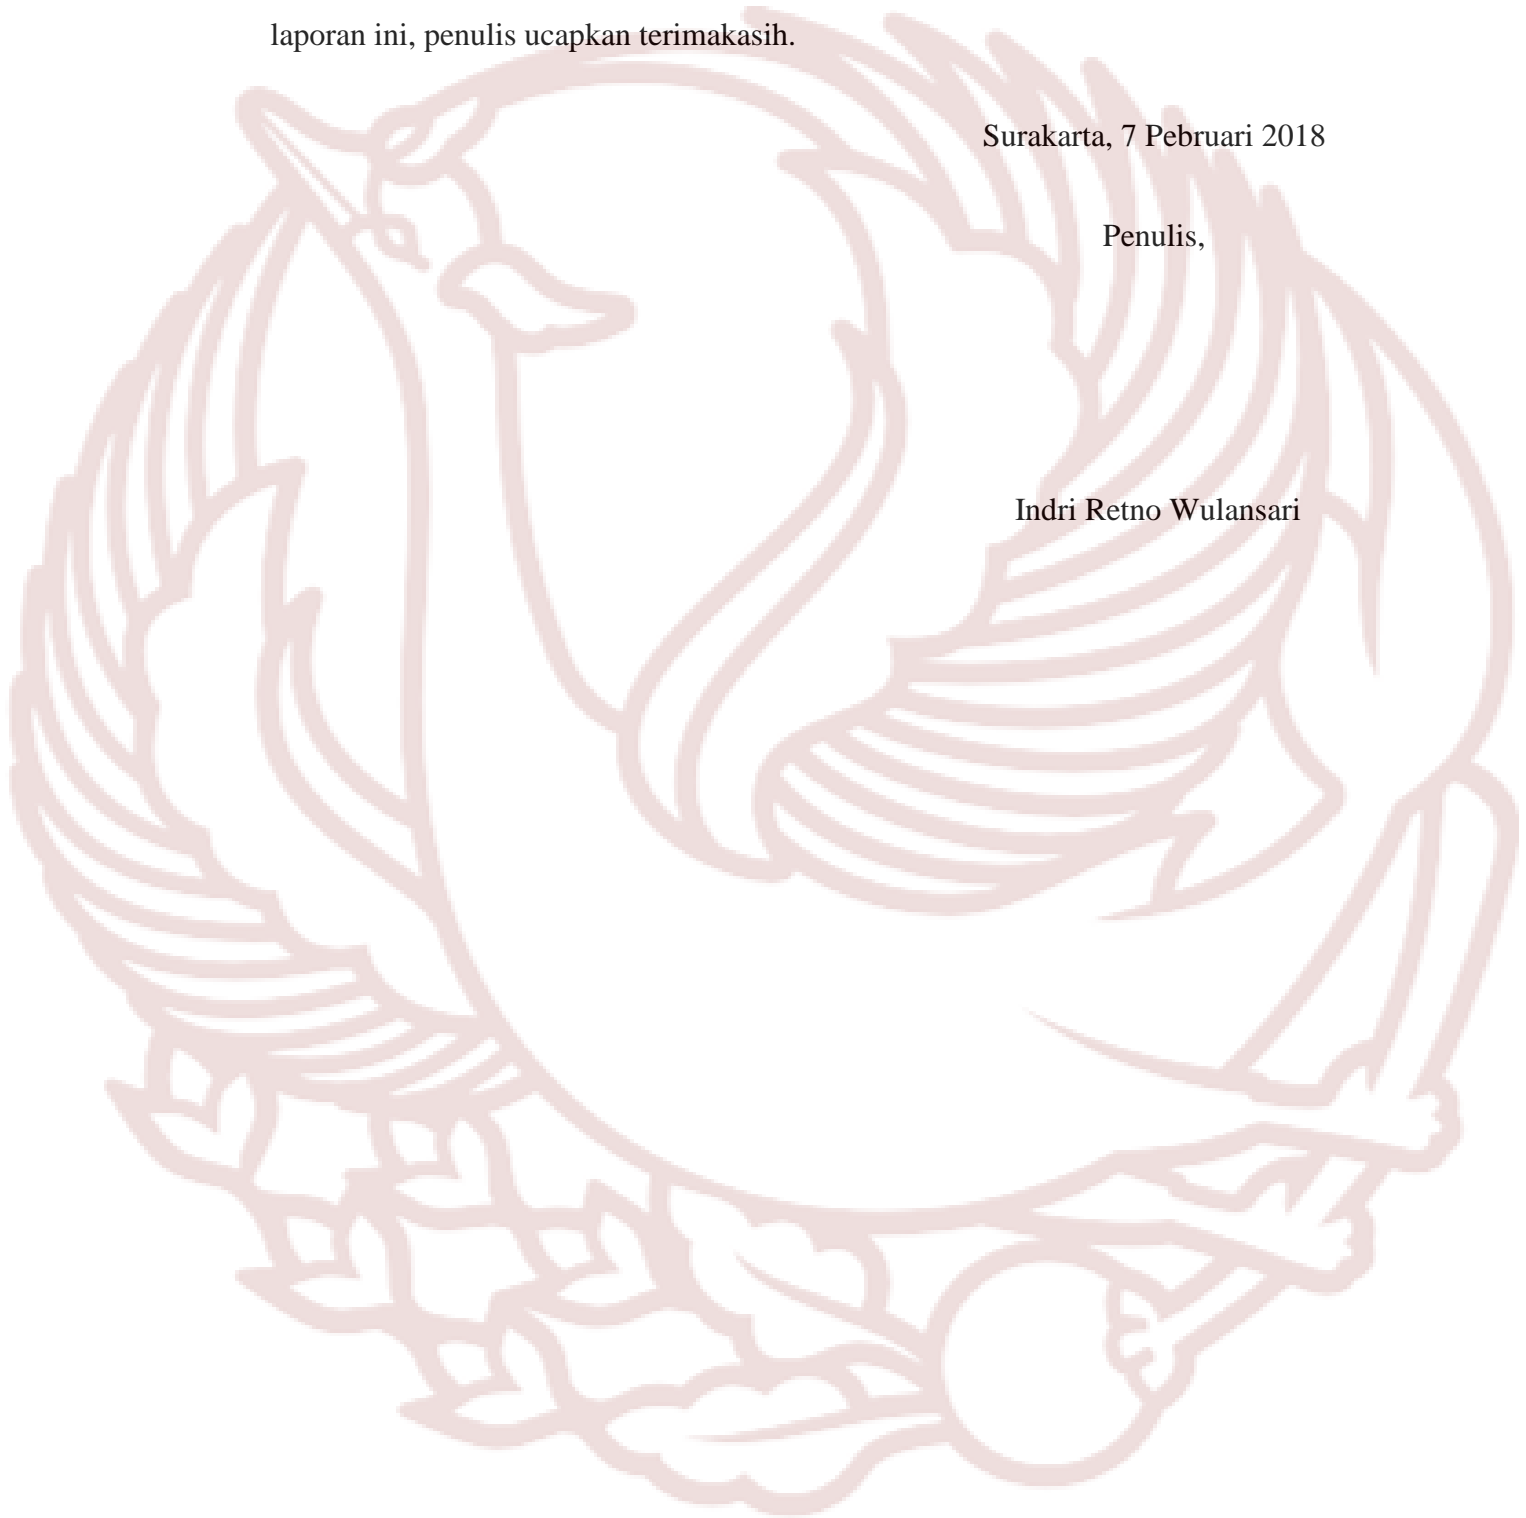 laporan ini, penulis ucapkan terimakasih.
Surakarta, 7 Pebruari 2018
Penulis,
Indri Retno Wulansari